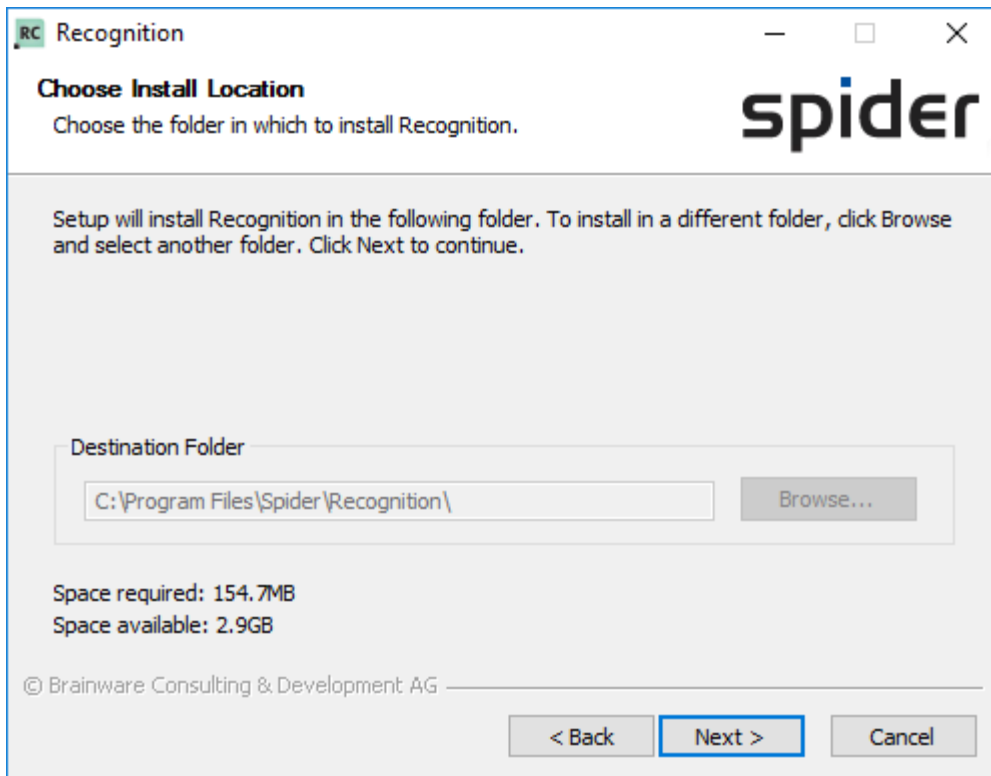 RC Recognition
Choose Install Location
Choose the folder in which to install Recognition.
spider
Setup will install Recognition in the following folder. To install in a different folder, click Browse
and select another folder. Click Next to continue.
Destination Folder
C:\Program Files\Spider\Recognition\
Browse...
Space required: 154.7MB
Space available: 2.9GB
© Brainware Consulting & Development AG
< Back Next > Cancel